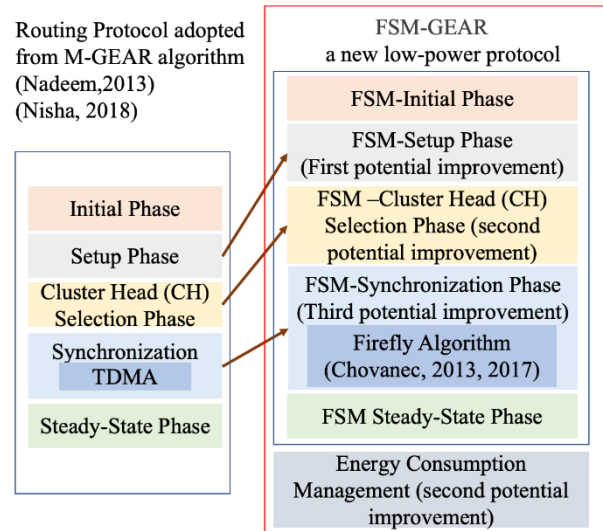 Routing Protocol adopted
from M-GEAR algorithm
(Nadeem,2013)
(Nisha, 2018)
Initial Phase
Setup Phase
Cluster Head (CH)
Selection Phase
Synchronization
TDMA
Steady-State Phase
FSM-GEAR
a new low-power protocol
FSM-Initial Phase
FSM-Setup Phase
(First potential improvement)
FSM –Cluster Head (CH)
Selection Phase (second
potential improvement)
FSM-Synchronization Phase
(Third potential improvement)
Firefly Algorithm
(Chovanec, 2013, 2017)
FSM Steady-State Phase
Energy Consumption
Management (second potential
improvement)